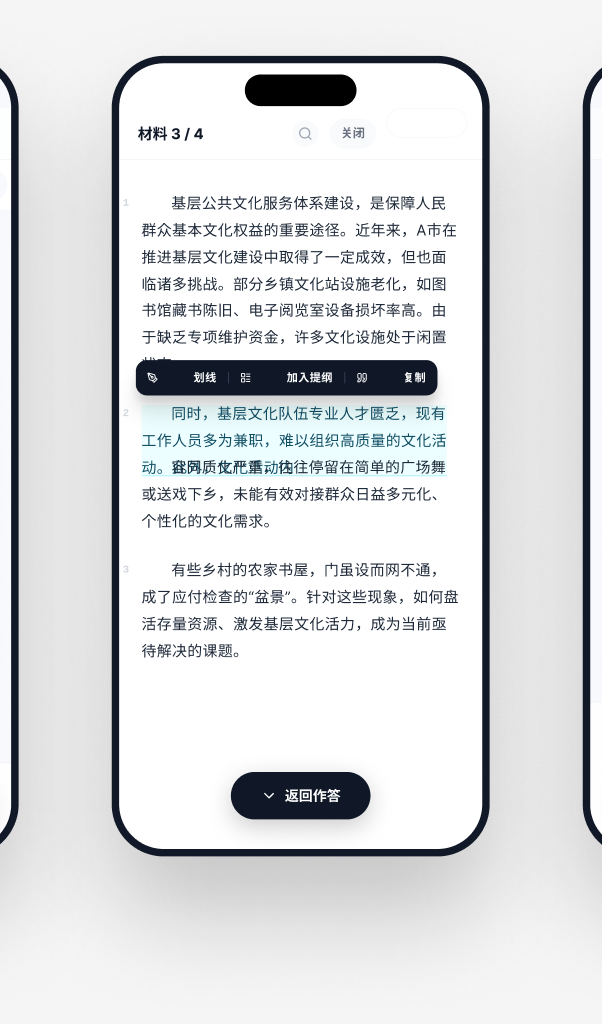 材料 3 / 4
关闭
1
基层公共文化服务体系建设，是保障人民
群众基本文化权益的重要途径。近年来，A市在
推进基层文化建设中取得了一定成效，但也面
临诸多挑战。部分乡镇文化站设施老化，如图
书馆藏书陈旧、电子阅览室设备损坏率高。由
于缺乏专项维护资金，许多文化设施处于闲置
划线
加入提纲
复制
2
同时，基层文化队伍专业人才匮乏，现有
工作人员多为兼职，难以组织高质量的文化活
动。往停留在简单的广场舞
或送戏下乡，未能有效对接群众日益多元化、
个性化的文化需求。
3
有些乡村的农家书屋，门虽设而网不通，
成了应付检查的“盆景”。针对这些现象，如何盘
活存量资源、激发基层文化活力，成为当前亟
待解决的课题。
返回作答